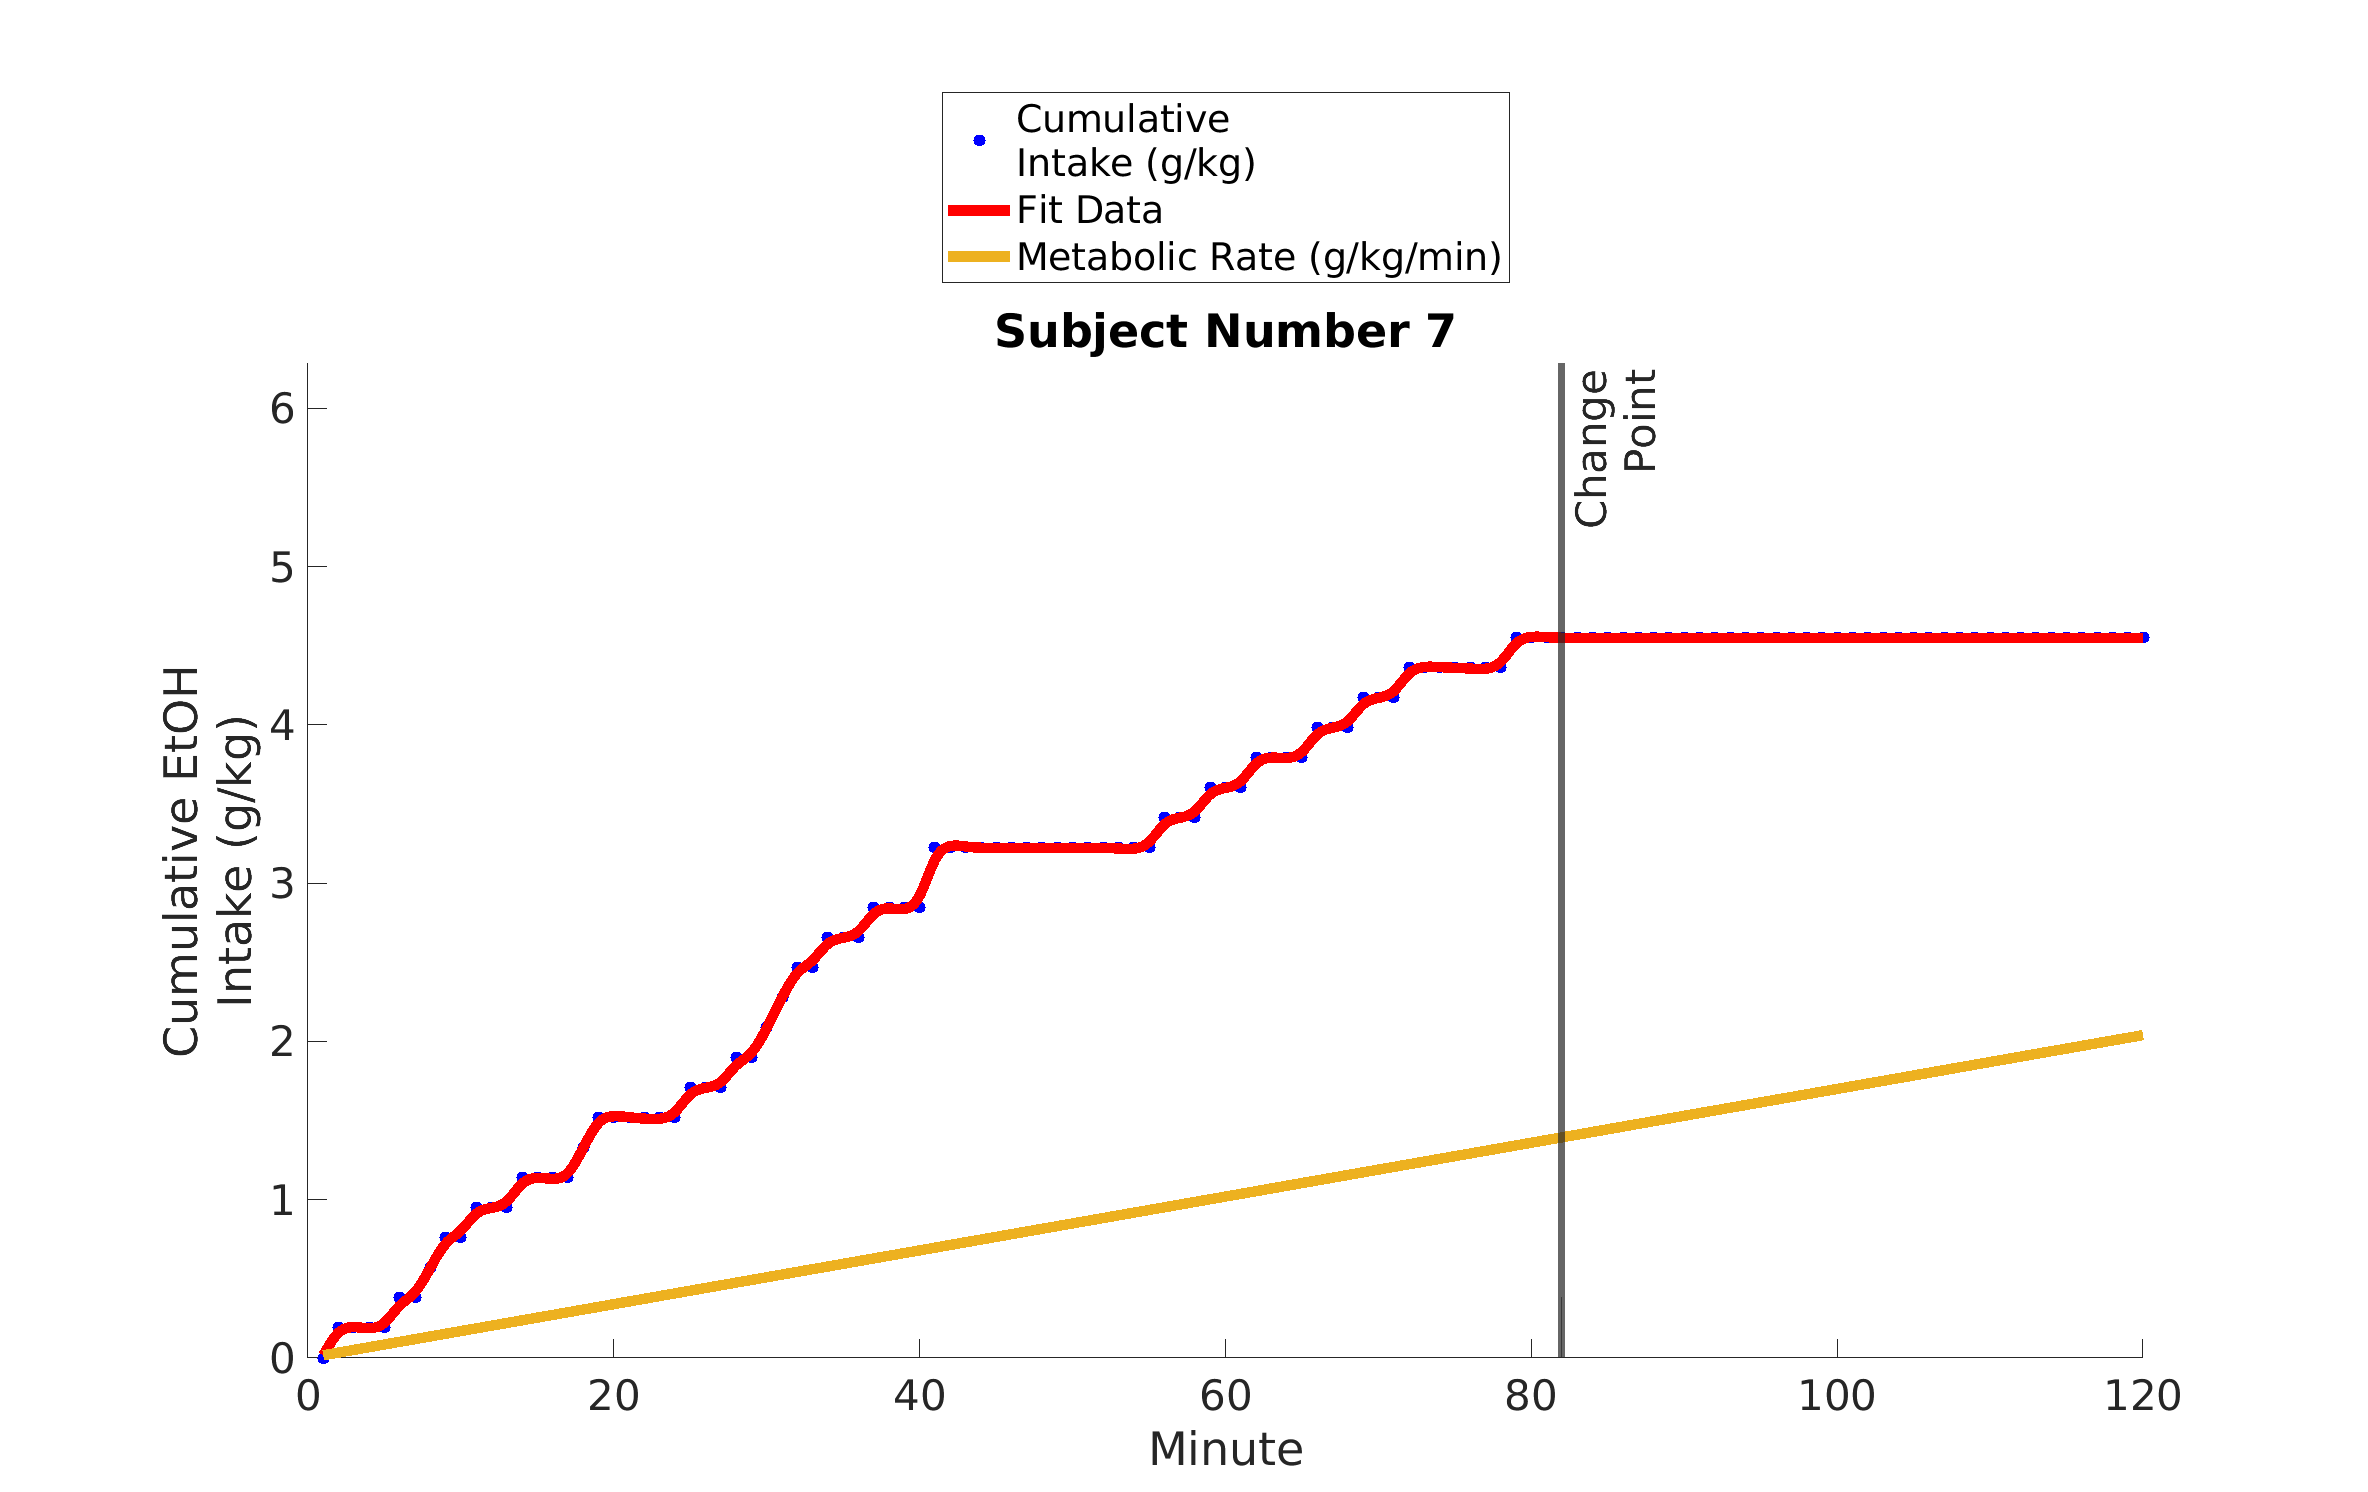 Cumulative
Intake (g/kg)
Fit Data
Metabolic Rate (g/kg/min)
Subject Number 7
Change
Point
Cumulative EtOH
Intake (g/kg)
6
5
4
3
2
1
0
0 20 40 60 80 100 120
Minute